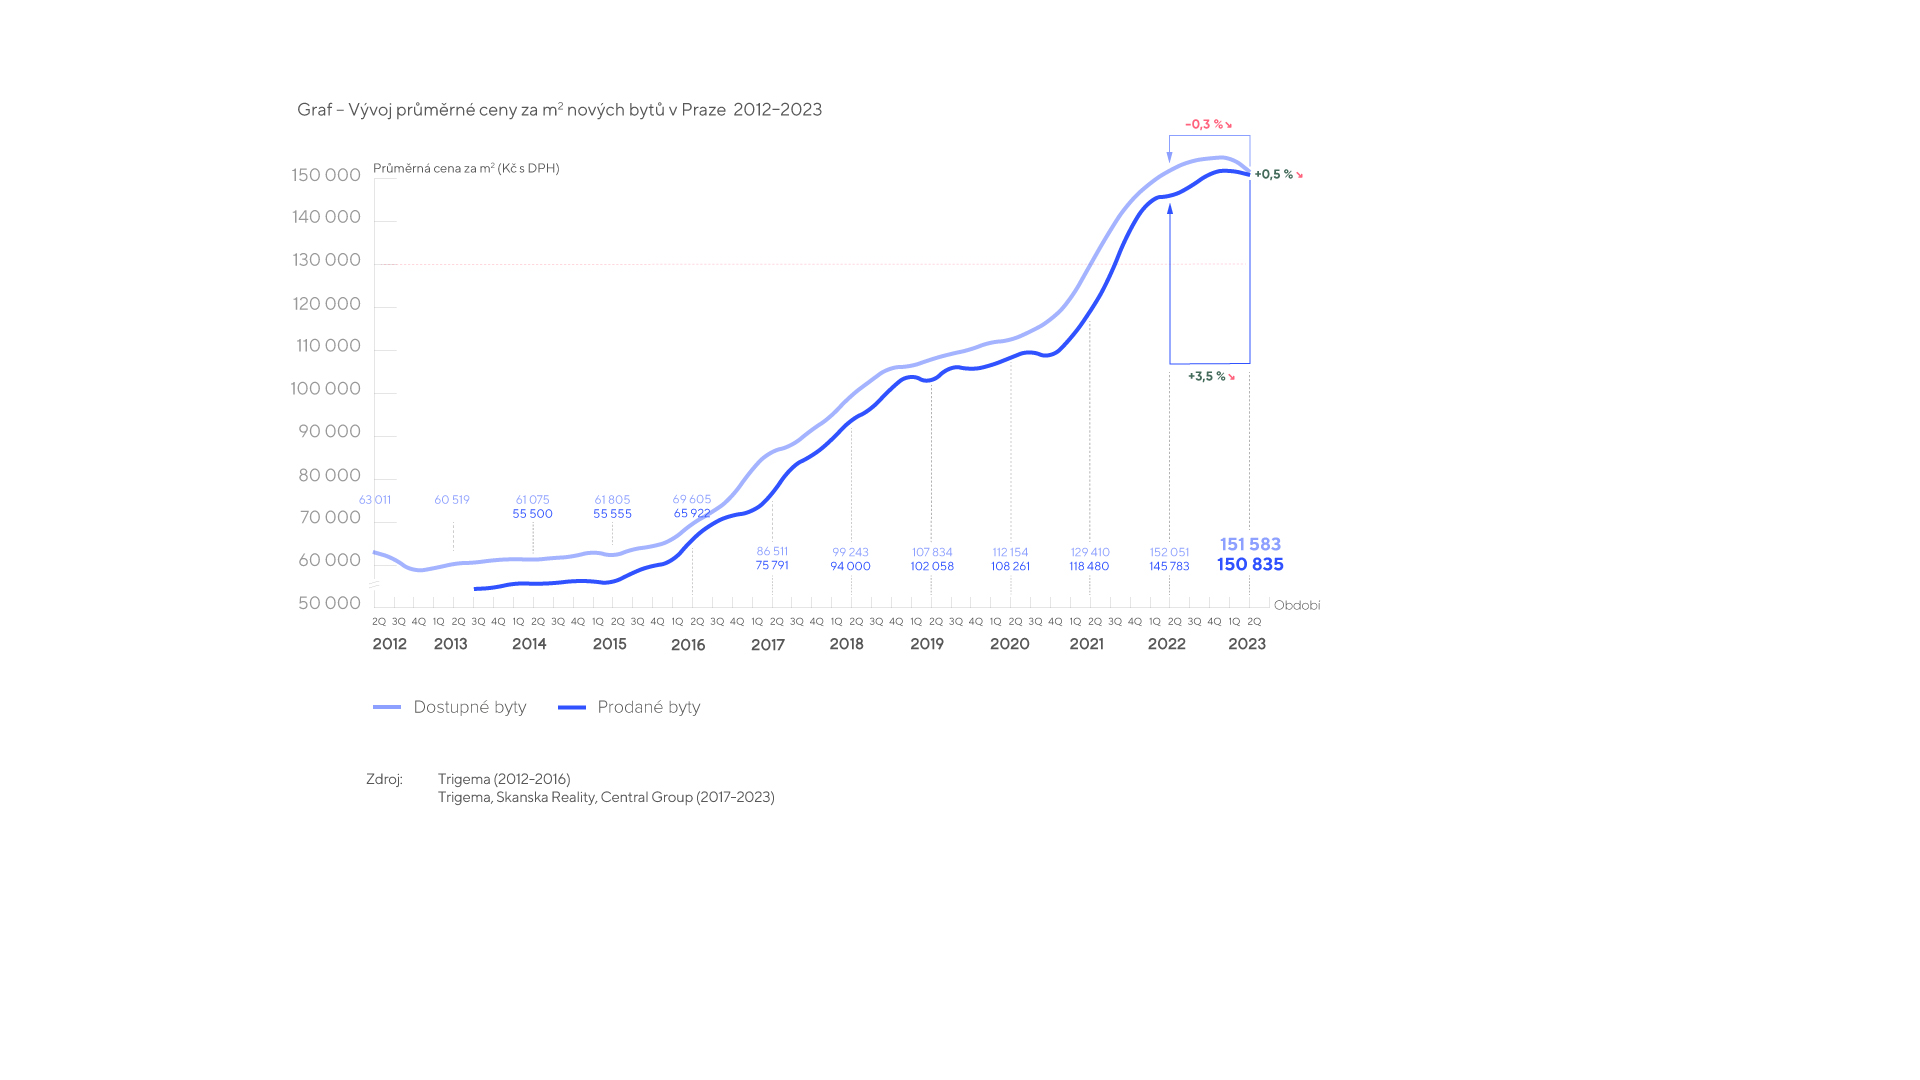 Graf – Vývoj průměrné ceny za m² nových bytů v Praze 2012–2023
-0,3 %
Průměrná cena za m² (Kč s DPH)
+0,5 %
150 000
140 000
130 000
120 000
110 000
100 000
90 000
80 000
70 000
60 000
50 000
+3,5 %
63 011 60 519 61 075 61 805 69 605
55 500 55 555 65 922
86 511 99 243 107 834 112 154 129 410 152 051 151 583
75 791 94 000 102 058 108 261 118 480 145 783 150 835
Období
2Q 3Q 4Q 1Q 2Q 3Q 4Q 1Q 2Q 3Q 4Q 1Q 2Q 3Q 4Q 1Q 2Q 3Q 4Q 1Q 2Q 3Q 4Q 1Q 2Q 3Q 4Q 1Q 2Q 3Q 4Q 1Q 2Q 3Q 4Q 1Q 2Q 3Q 4Q 1Q 2Q 3Q 4Q 1Q 2Q
2012 2013 2014 2015 2016 2017 2018 2019 2020 2021 2022 2023
Dostupné byty Prodané byty
Zdroj: Trigema (2012-2016)
Trigema, Skanska Reality, Central Group (2017-2023)